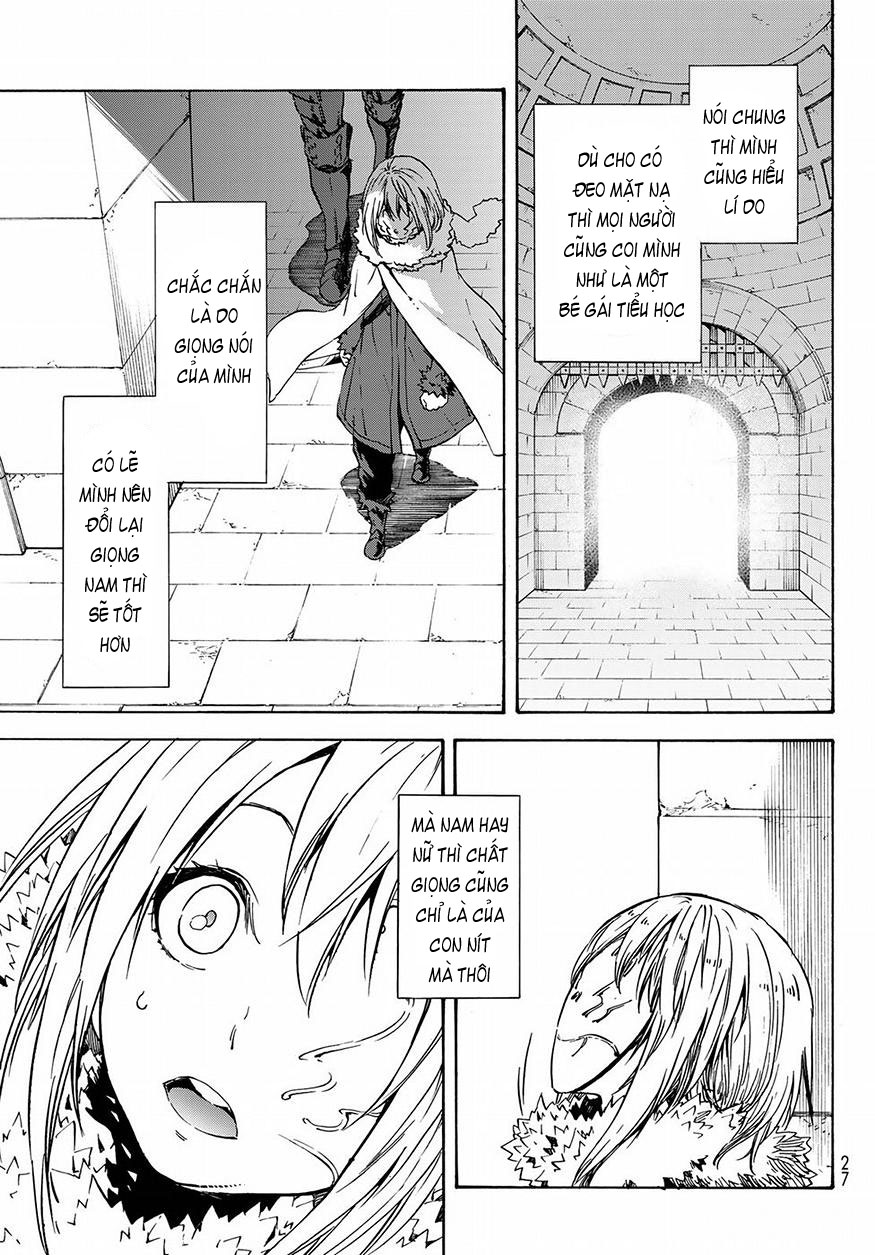 NÓI CHUNG
THÌ MÌNH
CŨNG HIỂU
LÍ DO
DÙ CHO CÓ
ĐEO MẶT NẠ
THÌ MỌI NGƯỜI
CŨNG COI MÌNH
NHƯ LÀ MỘT
BÉ GÁI TIỂU HỌC
CHẮC CHẮN
LÀ DO
GIỌNG NÓI
CỦA MÌNH
CÓ LẼ
MÌNH NÊN
ĐỔI LẠI
GIỌNG
NAM THÌ
SẼ TỐT
HƠN
MÀ NAM HAY
NỮ THÌ CHẤT
GIỌNG CŨNG
CHỈ LÀ CỦA
CON NÍT
MÀ THÔI
27